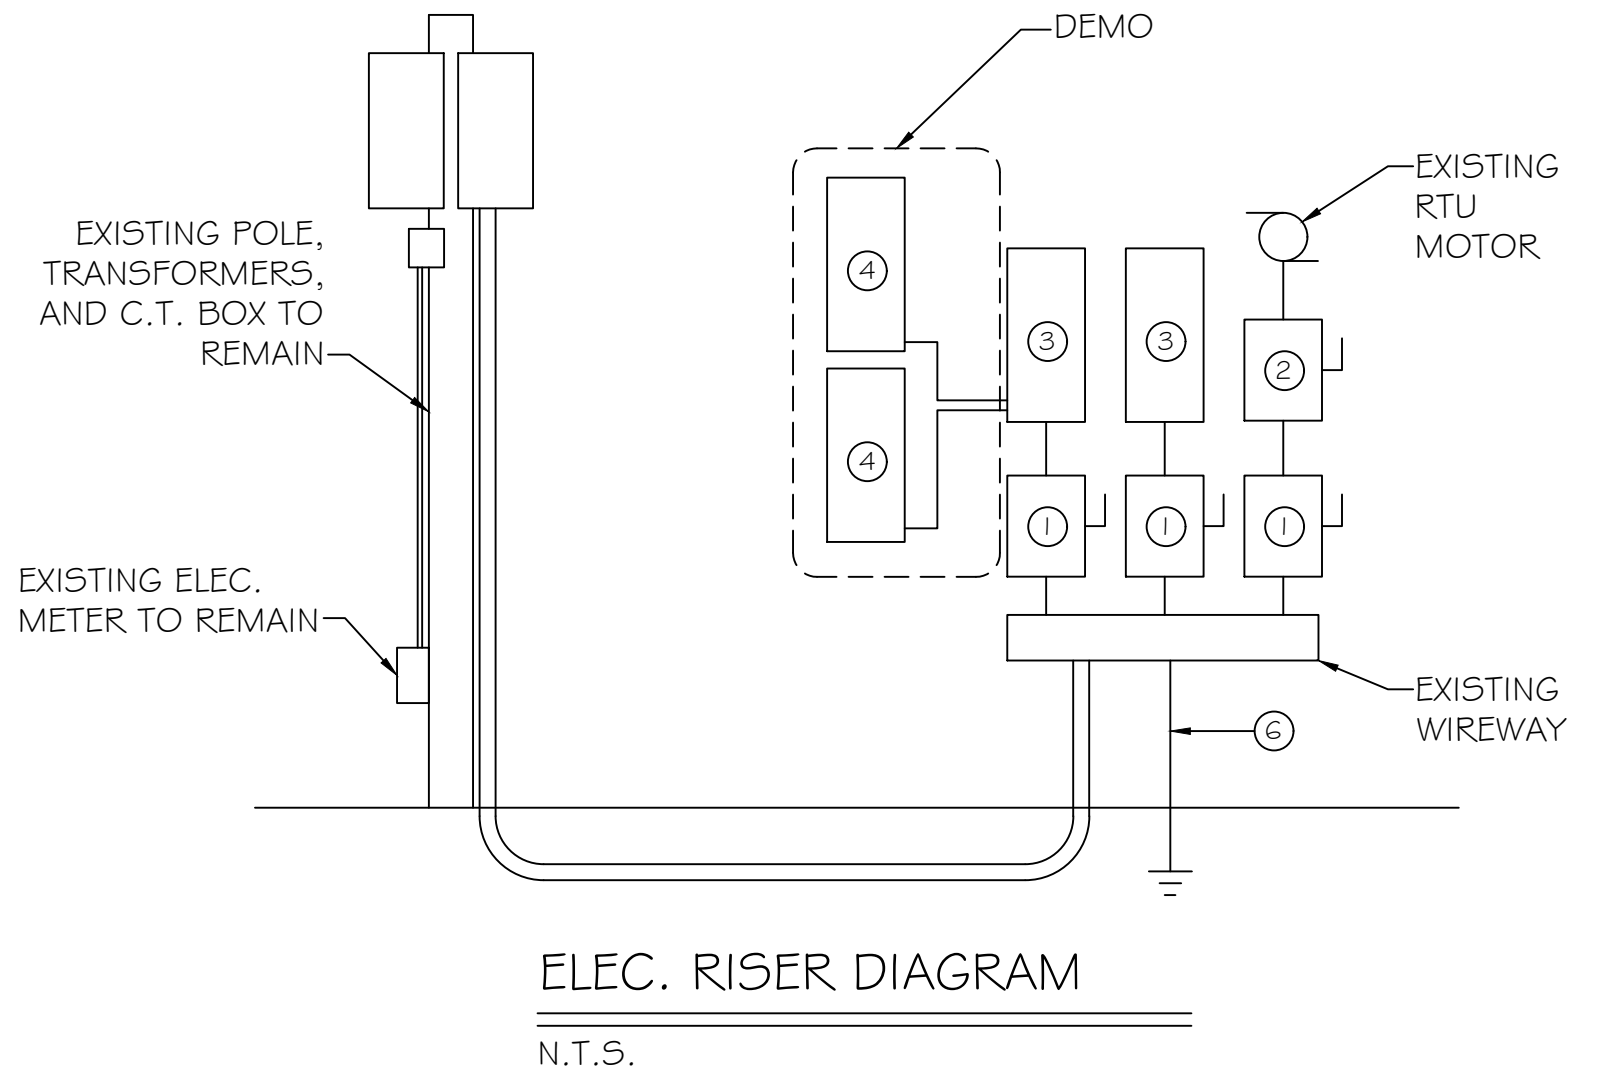 DEMO
EXISTING
RTU
MOTOR
EXISTING POLE,
TRANSFORMERS,
AND C.T. BOX TO
REMAIN
4
3
3
2
4
1
1
1
EXISTING ELEC.
METER TO REMAIN
EXISTING
WIREWAY
6
ELEC. RISER DIAGRAM
N.T.S.